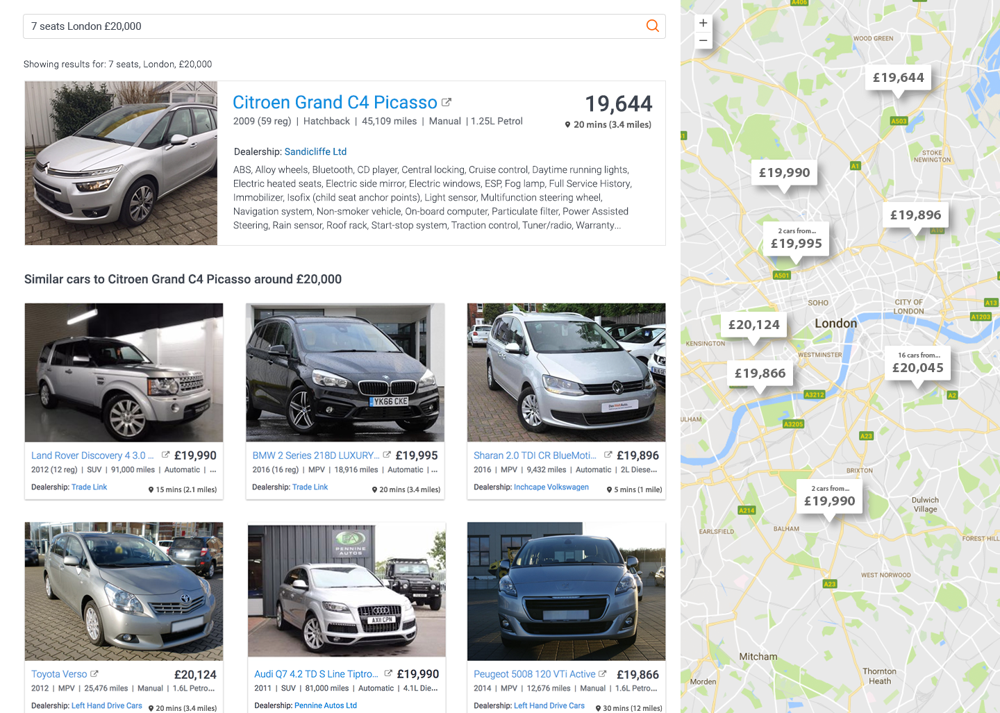 7 seats London £20,000
Showing results for: 7 seats, London, £20,000
Citroen Grand C4 Picasso
19,644
2009 (59 reg) | Hatchback | 45,109 miles | Manual | 1.25L Petrol
20 mins (3.4 miles)
Dealership: Sandicliffe Ltd
ABS, Alloy wheels, Bluetooth, CD player, Central locking, Cruise control, Daytime running lights,
Electric heated seats, Electric side mirror, Electric windows, ESP, Fog lamp, Full Service History,
Immobilizer, Isofix (child seat anchor points), Light sensor, Multifunction steering wheel,
Navigation system, Non-smoker vehicle, On-board computer, Particulate filter, Power Assisted
Steering, Rain sensor, Roof rack, Start-stop system, Traction control, Tuner/radio, Warranty...
Similar cars to Citroen Grand C4 Picasso around £20,000
YK66 CKE
Das WeltAuto.
Land Rover Discovery 4 3.0 ... £19,990
2012 (12 reg) | SUV | 91,000 miles | Automatic | ...
Dealership: Trade Link
15 mins (2.1 miles)
BMW 2 Series 218D LUXURY... £19,995
2016 (16 reg) | MPV | 18,916 miles | Automatic | ...
Dealership: Trade Link
20 mins (3.4 miles)
Sharan 2.0 TDI CR BlueMoti... £19,896
2016 | MPV | 9,432 miles | Automatic | 2L Diese...
Dealership: Inchcape Volkswagen
5 mins (1 mile)
PENNINE
AUTOS
AX11 CPN
Toyota Verso £20,124
2012 | MPV | 25,476 miles | Manual | 1.6L Petro...
Dealership: Left Hand Drive Cars
20 mins (3.4 miles)
Audi Q7 4.2 TD S Line Tiptro... £19,990
2011 | SUV | 81,000 miles | Automatic | 4.1L Die...
Dealership: Pennine Autos Ltd
Peugeot 5008 120 VTi Active £19,866
2014 | MPV | 12,676 miles | Manual | 1.6L Petro...
Dealership: Left Hand Drive Cars
30 mins (12 miles)
+
−
A406
WOOD GREEN
£19,644
A503
STOKE
NEWINGTON
A1
£19,990
£19,896
A10
2 cars from...
£19,995
A501
SOHO
CITY OF
LONDON
A13
A1203
London
£20,124
KENSINGTON
WESTMINSTER
16 cars from...
£20,045
£19,866
A3212
A2
ULHAM
A3205
A23
BRIXTON
2 cars from...
£19,990
Dulwich
Village
A214
EARLSFIELD
BALHAM
FOREST HILL
WEST NORWOOD
A23
Mitcham
Thornton
Heath
Morden